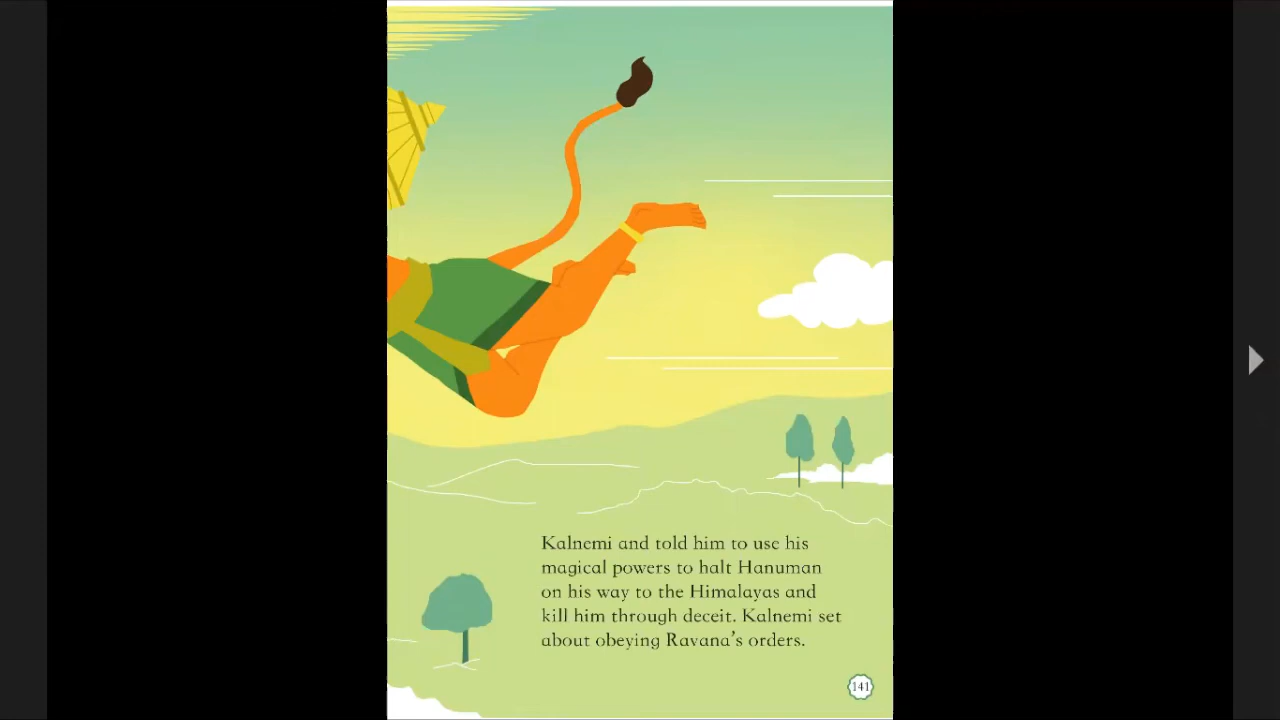 Kalnemi and told him to use his
magical powers to halt Hanuman
on his way to the Himalayas and
kill him through deceit. Kalnemi set
about obeying Ravana's orders.
141